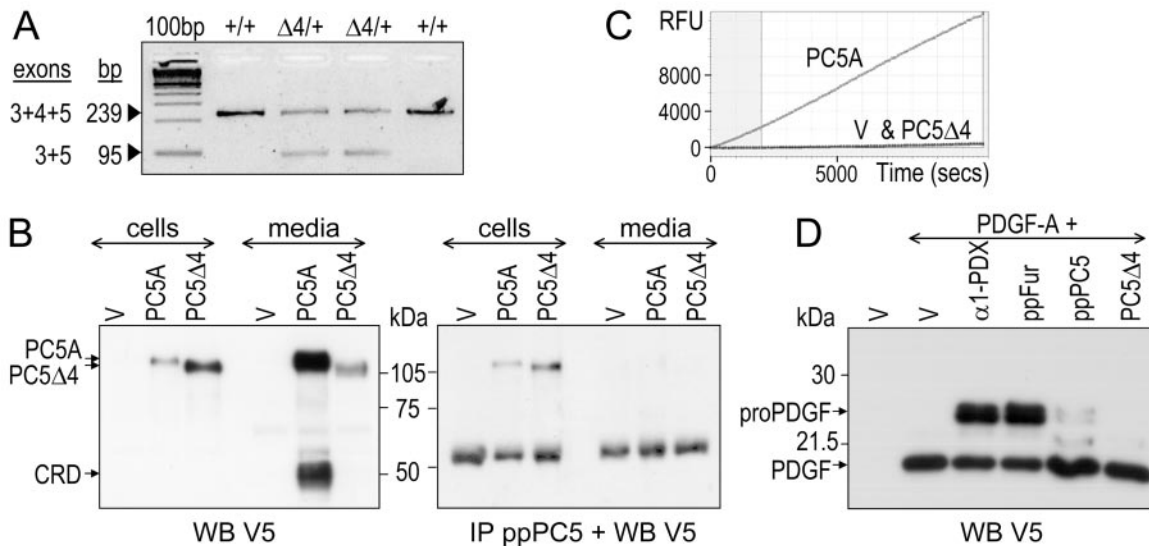 A
100bp +/+ Δ4/+ Δ4/+ +/+
exons bp
3+4+5 239
3+5 95
C
RFU
8000
4000
0
PC5A
V & PC5Δ4
0 5000 Time (secs)
B
cells media
V PC5A PC5Δ4 V PC5A PC5Δ4
kDa
PC5A
PC5Δ4
CRD
105
75
50
WB V5
cells media
V PC5A PC5Δ4 V PC5A PC5Δ4
IP ppPC5 + WB V5
D
PDGF-A +
V V α1-PDX ppFur ppPC5 PC5Δ4
kDa
30
proPDGF
21.5
PDGF
WB V5